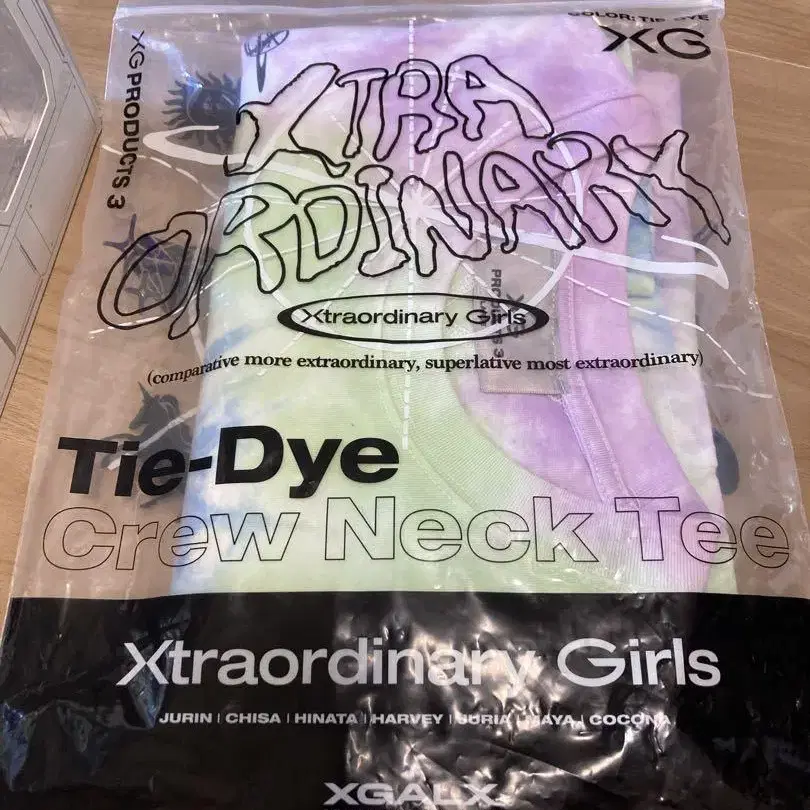 COLOR: TIE-DYE
XG
XG PRODUCTS 3
XTRA
ORDINARY
Xtraordinary Girls
(comparative more extraordinary, superlative most extraordinary)
Tie-Dye
Crew Neck Tee
Xtraordinary Girls
JURIN | CHISA | HINATA | HARVEY | JURIA | MAYA | COCONA
XGALX